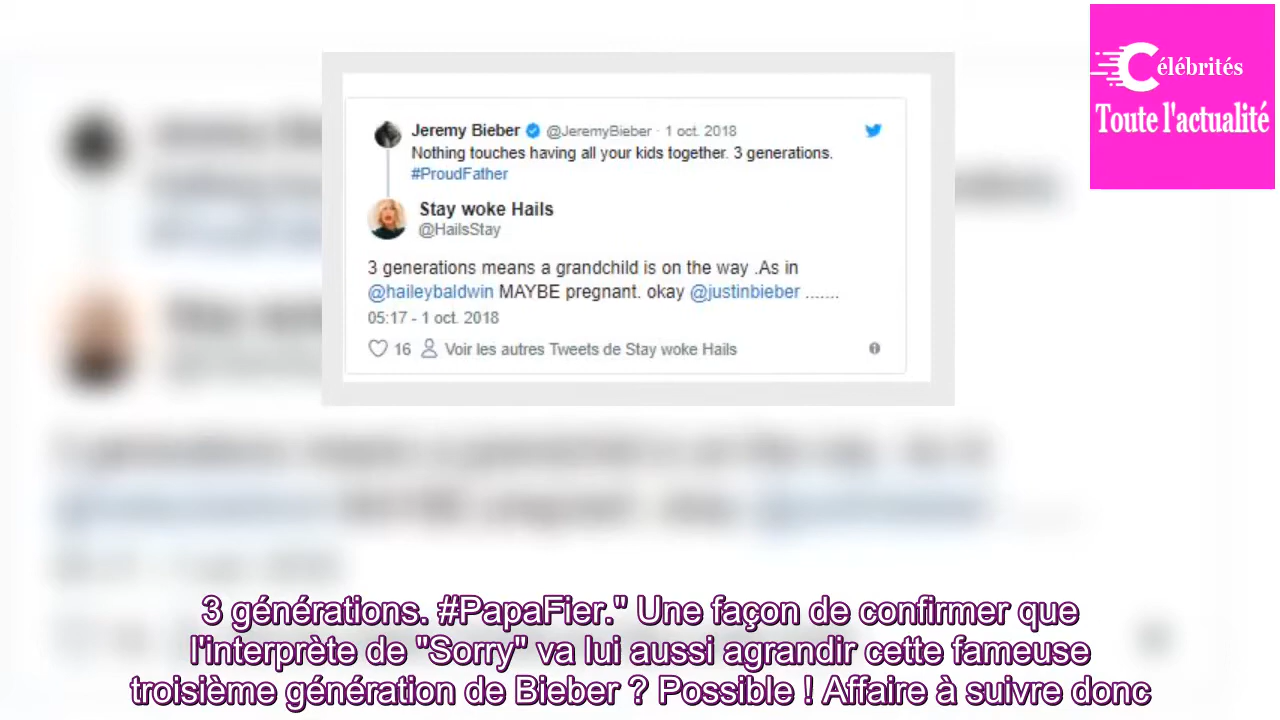 Célébrités
Toute l'actualité
Jeremy Bieber @JeremyBieber · 1 oct. 2018
Nothing touches having all your kids together. 3 generations.
#ProudFather
Stay woke Hails
@HailsStay
3 generations means a grandchild is on the way .As in
@haileybaldwin MAYBE pregnant. okay @justinbieber .......
05:17 - 1 oct. 2018
16 Voir les autres Tweets de Stay woke Hails
3 générations. #PapaFier." Une façon de confirmer que
l'interprète de "Sorry" va lui aussi agrandir cette fameuse
troisième génération de Bieber ? Possible ! Affaire à suivre donc